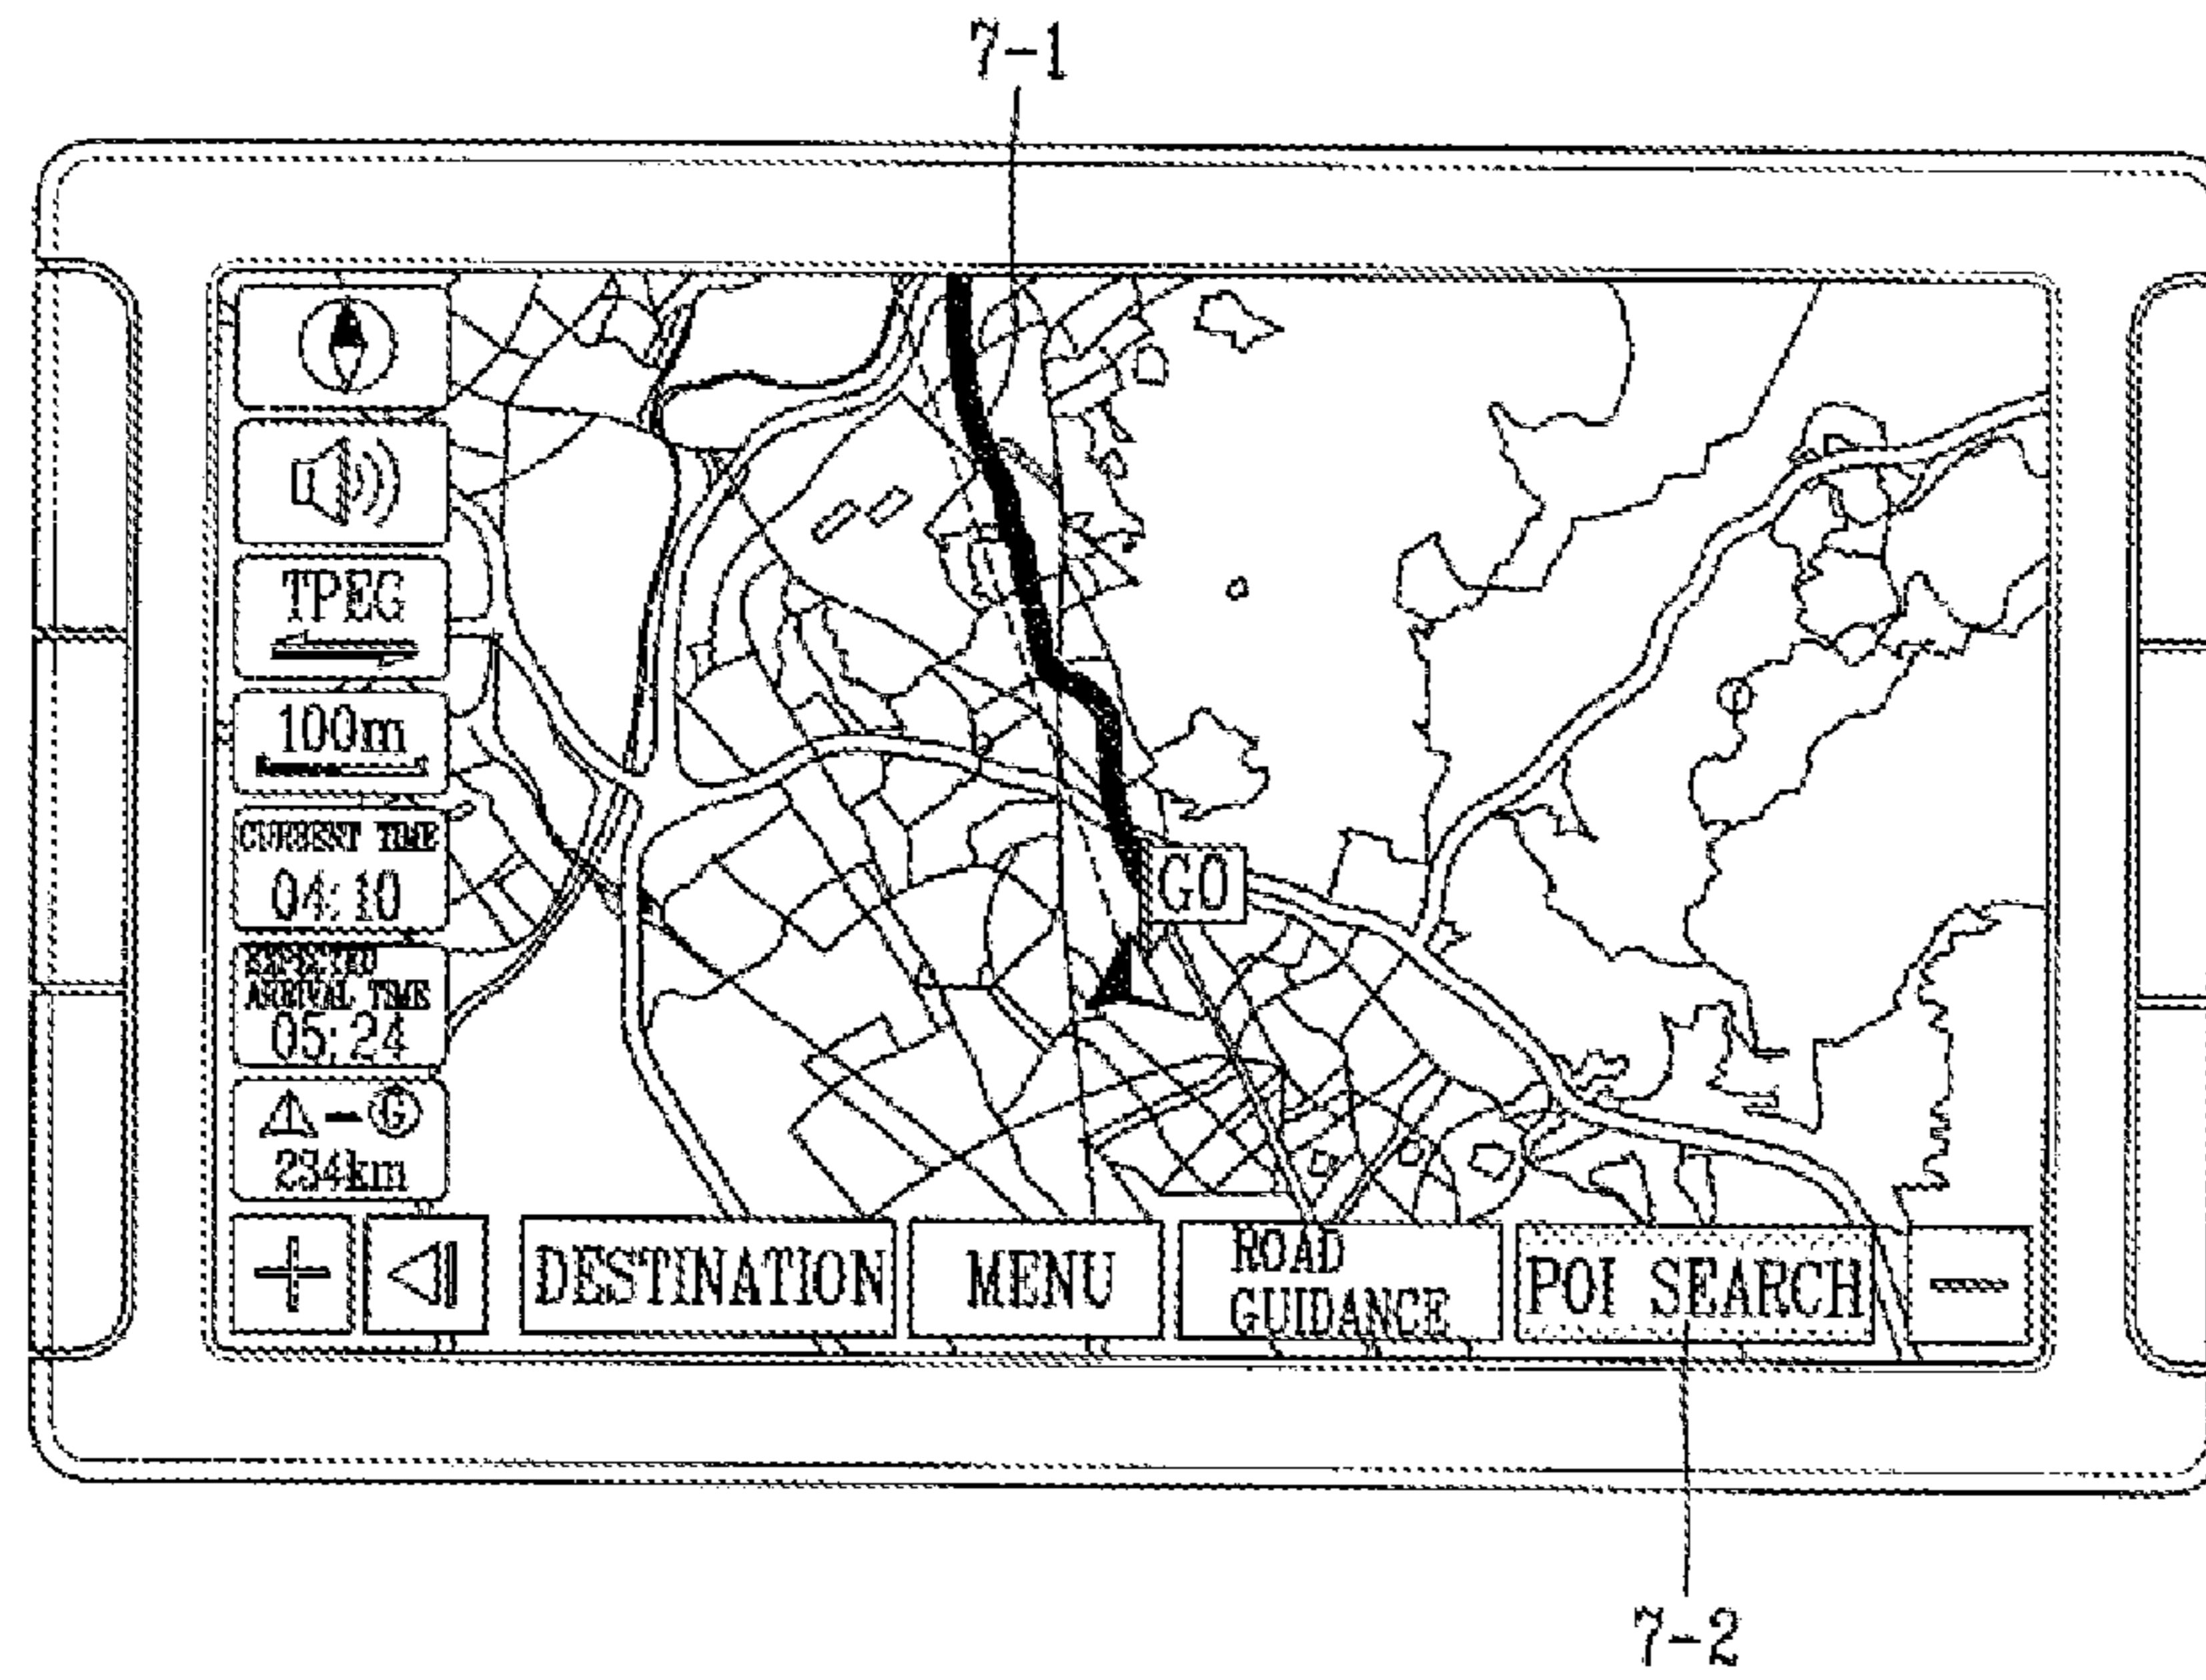 7-1
TPEG
100m
CURRENT TIME
04:10
EXPECTED
ARRIVAL TIME
05:24
G
234km
GO
DESTINATION
MENU
ROAD
GUIDANCE
POI SEARCH
7-2